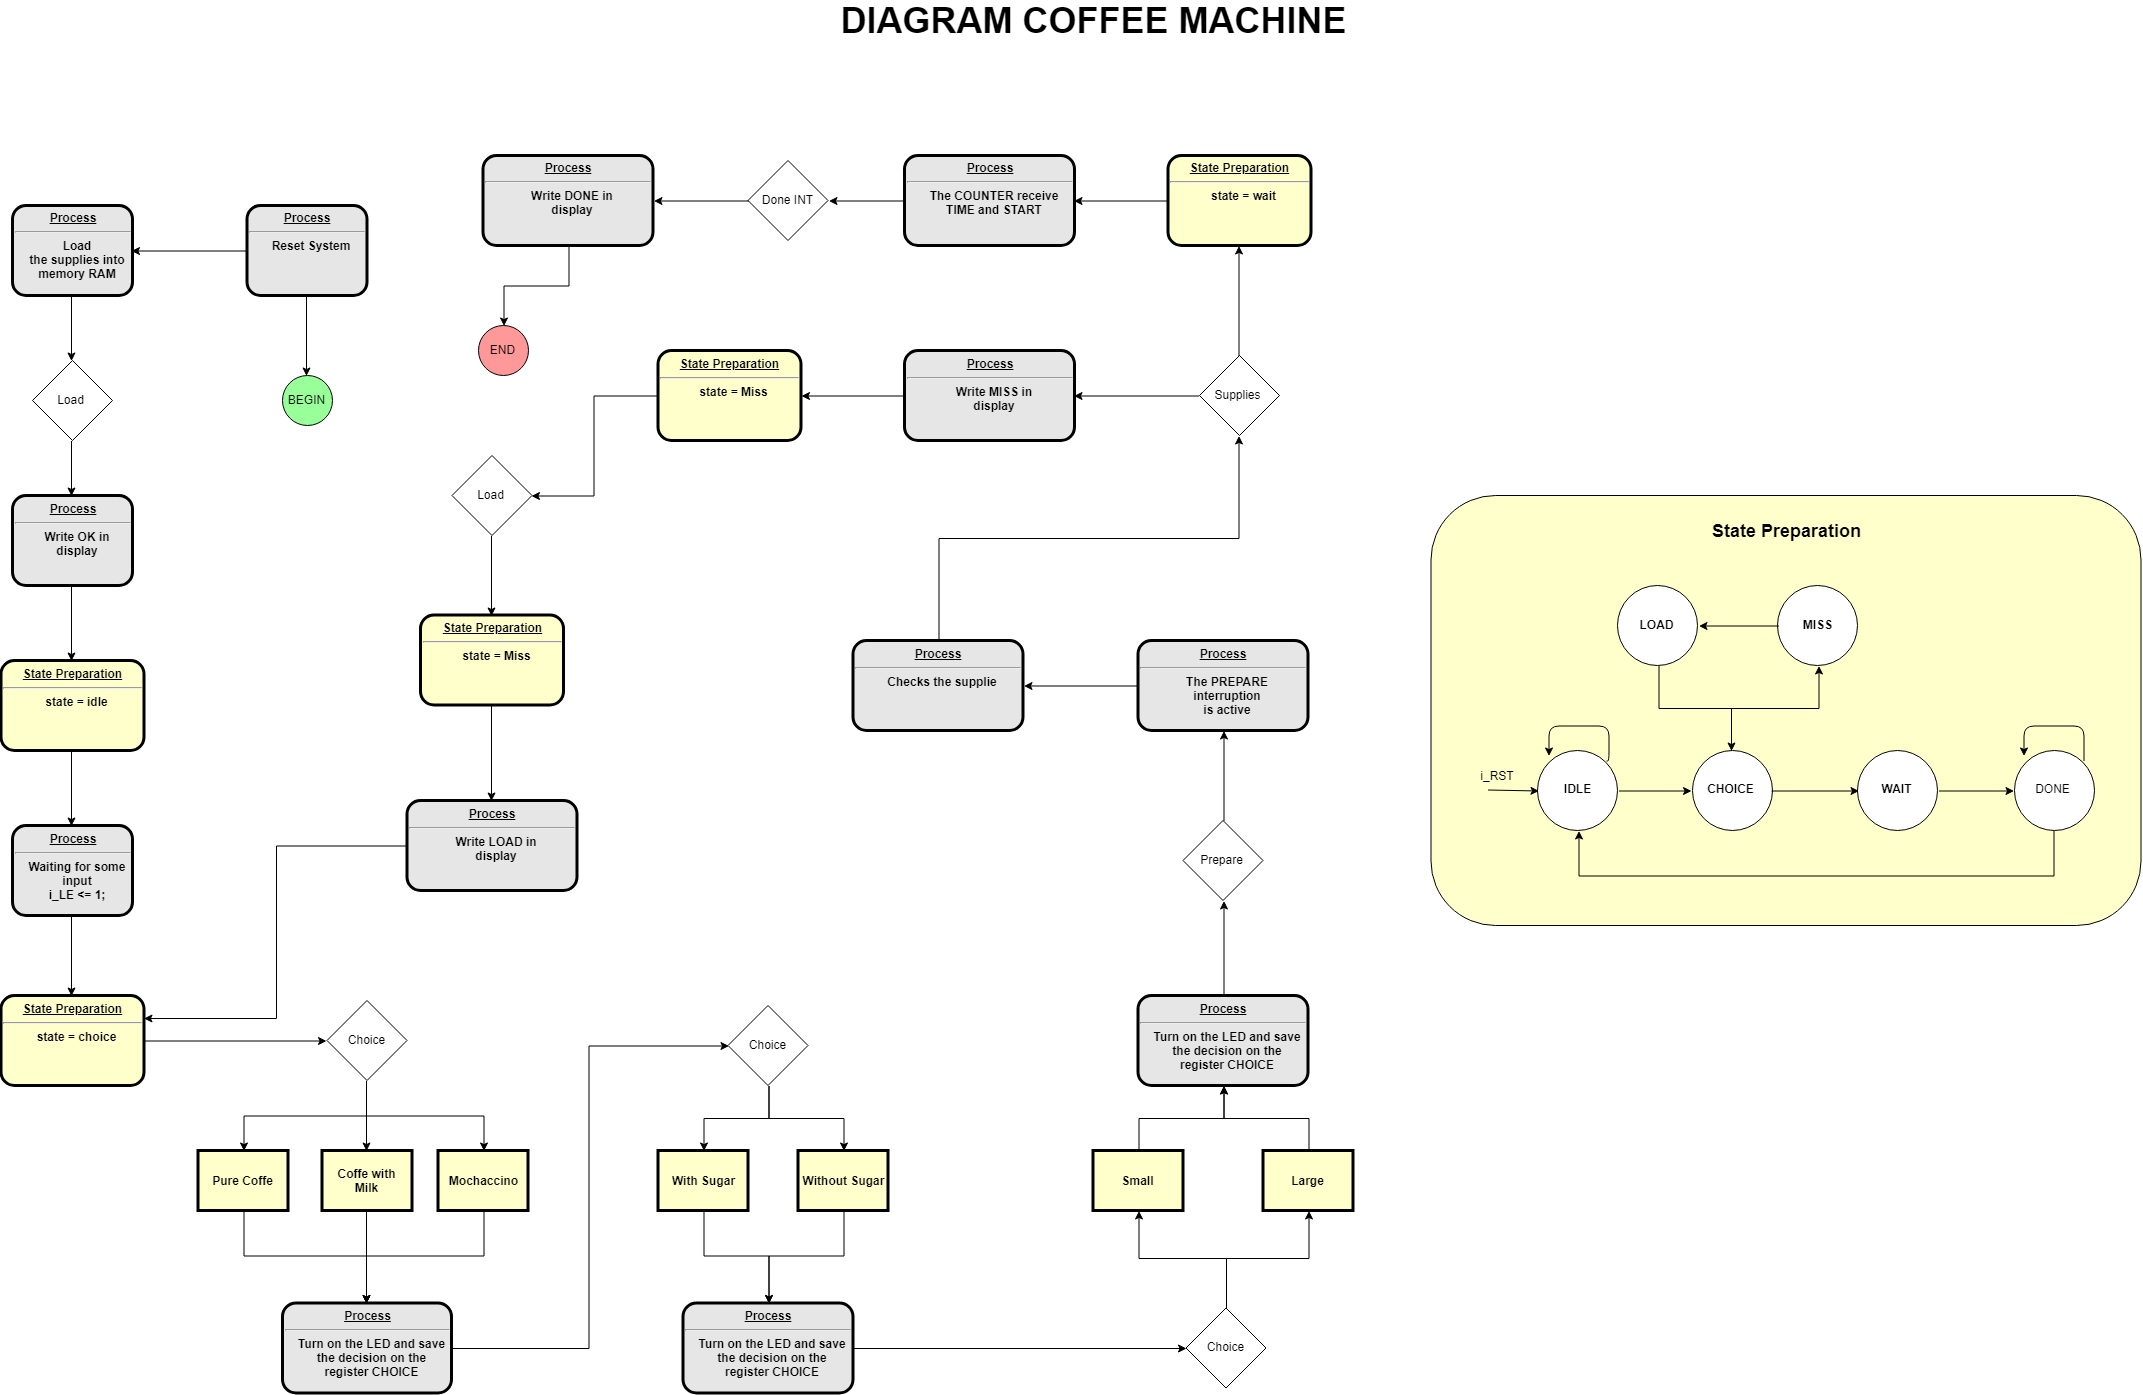 DIAGRAM COFFEE MACHINE
Process
Load
the supplies into
memory RAM
Process
Reset System
Process
Write DONE in
display
Done INT
Process
The COUNTER receive
TIME and START
State Preparation
state = wait
Load
BEGIN
END
State Preparation
state = Miss
Process
Write MISS in
display
Supplies
Load
Process
Write OK in
display
State Preparation
state = idle
State Preparation
state = Miss
Process
Checks the supplie
Process
The PREPARE
interruption
is active
Process
Waiting for some
input
i_LE <= 1;
Process
Write LOAD in
display
Prepare
State Preparation
state = choice
Choice
Choice
Process
Turn on the LED and save
the decision on the
register CHOICE
Pure Coffe
Coffe with
Milk
Mochaccino
With Sugar
Without Sugar
Small
Large
Process
Turn on the LED and save
the decision on the
register CHOICE
Process
Turn on the LED and save
the decision on the
register CHOICE
Choice
State Preparation
LOAD
MISS
i_RST
IDLE
CHOICE
WAIT
DONE